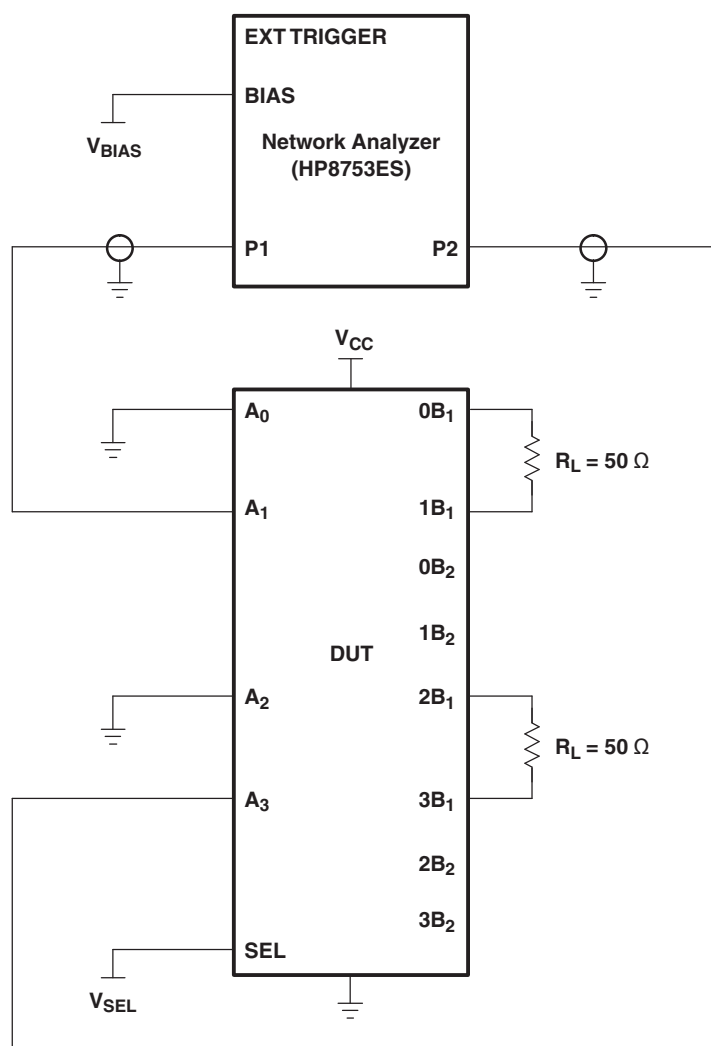 EXT TRIGGER
BIAS
V_BIAS
Network Analyzer
(HP8753ES)
P1
P2
V_CC
A_0
0B_1
R_L = 50 Ω
A_1
1B_1
0B_2
1B_2
DUT
A_2
2B_1
R_L = 50 Ω
A_3
3B_1
2B_2
3B_2
SEL
V_SEL